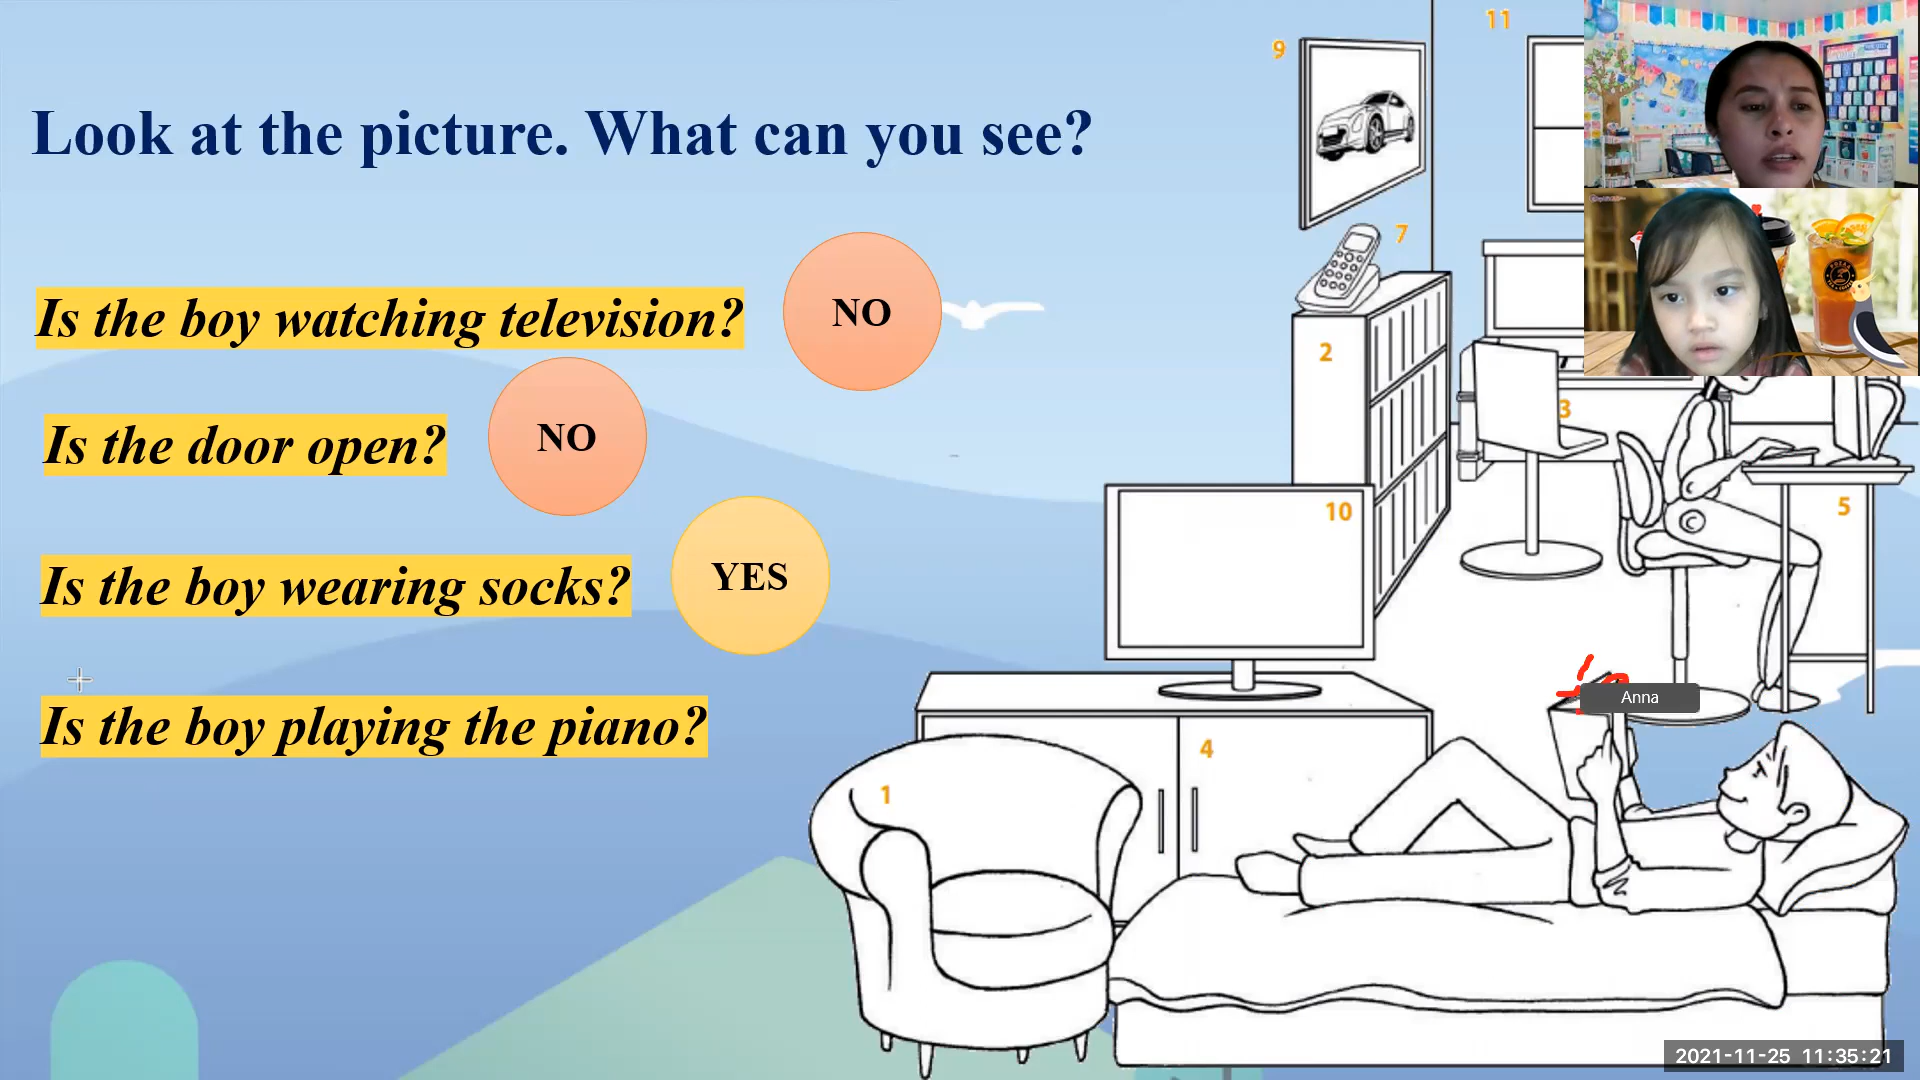 Look at the picture. What can you see?
Is the boy watching television?
NO
Is the door open?
NO
Is the boy wearing socks?
YES
Is the boy playing the piano?
9
11
7
2
3
10
5
4
1
Anna
2021-11-25 11:35:21